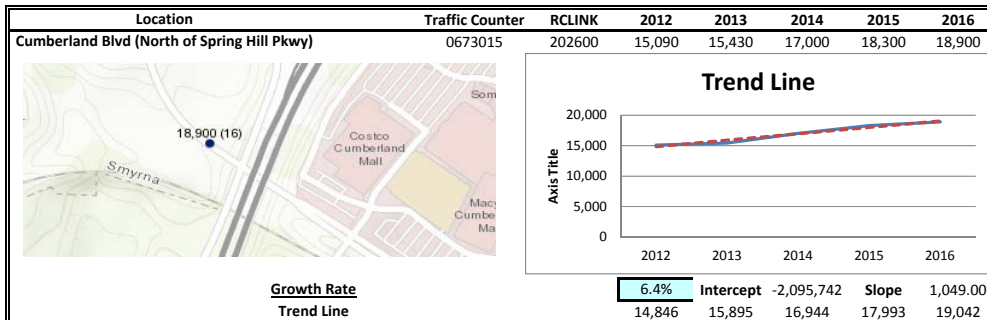 Location Traffic Counter RCLINK 2012 2013 2014 2015 2016
Cumberland Blvd (North of Spring Hill Pkwy) 0673015 202600 15,090 15,430 17,000 18,300 18,900
18,900 (16)
Smyrna
Som
Costco
Cumberland
Mall
Macy
Cumbe
Ma
Trend Line
Axis Title
20,000
15,000
10,000
5,000
0
2012 2013 2014 2015 2016
Growth Rate 6.4% Intercept -2,095,742 Slope 1,049.00
Trend Line 14,846 15,895 16,944 17,993 19,042